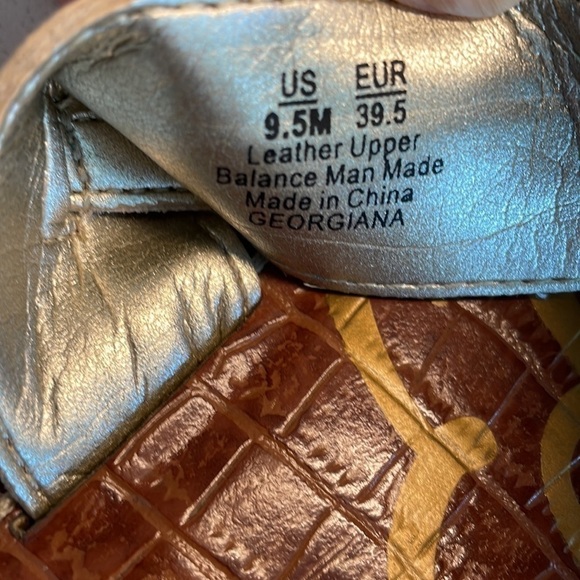 US EUR
9.5M 39.5
Leather Upper
Balance Man Made
Made in China
GEORGIANA